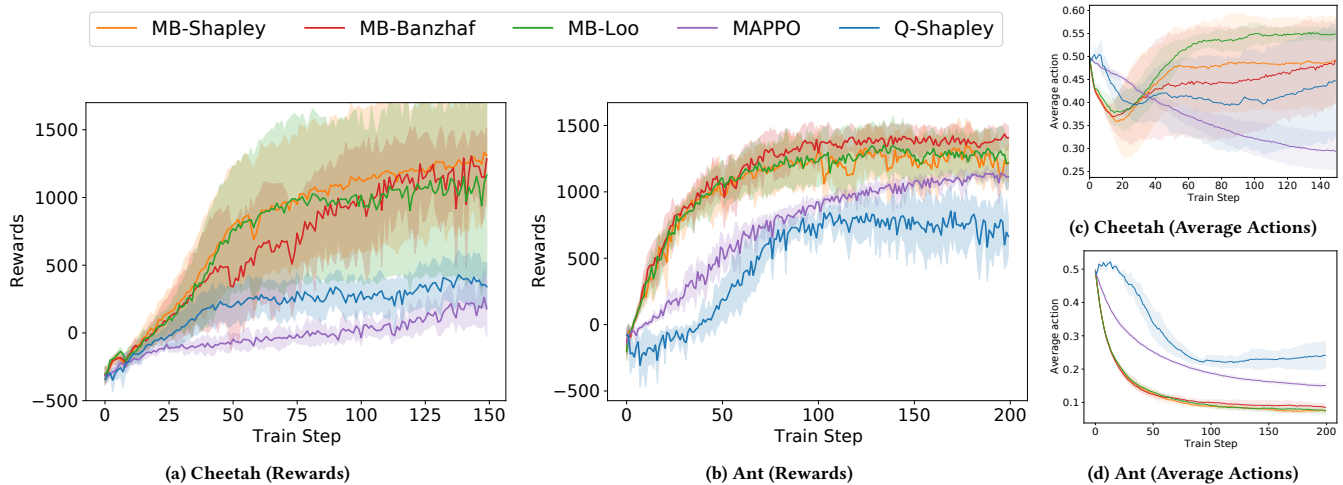 MB-Shapley MB-Banzhaf MB-Loo MAPPO Q-Shapley
1500
1000
500
0
−500
Rewards
0 25 50 75 100 125 150
Train Step
(a) Cheetah (Rewards)
1500
1000
500
0
−500
Rewards
0 50 100 150 200
Train Step
(b) Ant (Rewards)
0.60
0.55
0.50
0.45
0.40
0.35
0.30
0.25
Average action
0 20 40 60 80 100 120 140
Train Step
(c) Cheetah (Average Actions)
0.5
0.4
0.3
0.2
0.1
Average action
0 50 100 150 200
Train Step
(d) Ant (Average Actions)